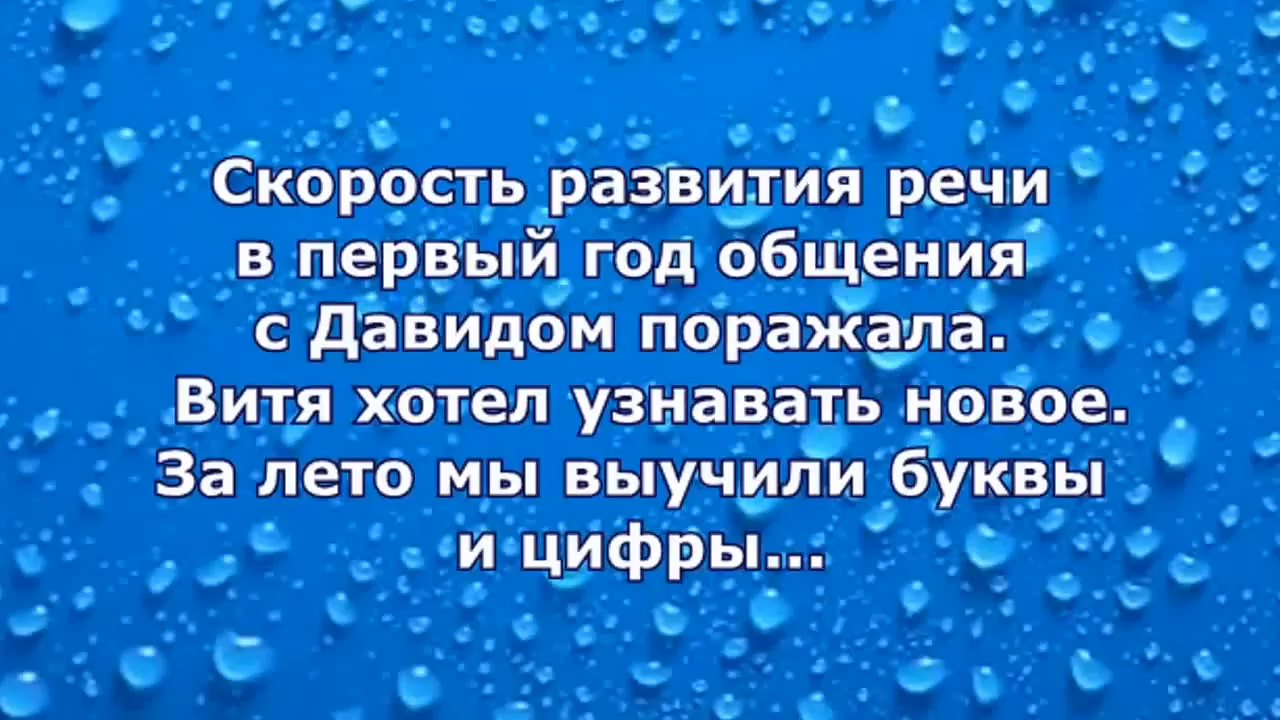 Скорость развития речи
в первый год общения
с Давидом поражала.
Витя хотел узнавать новое.
За лето мы выучили буквы
и цифры...